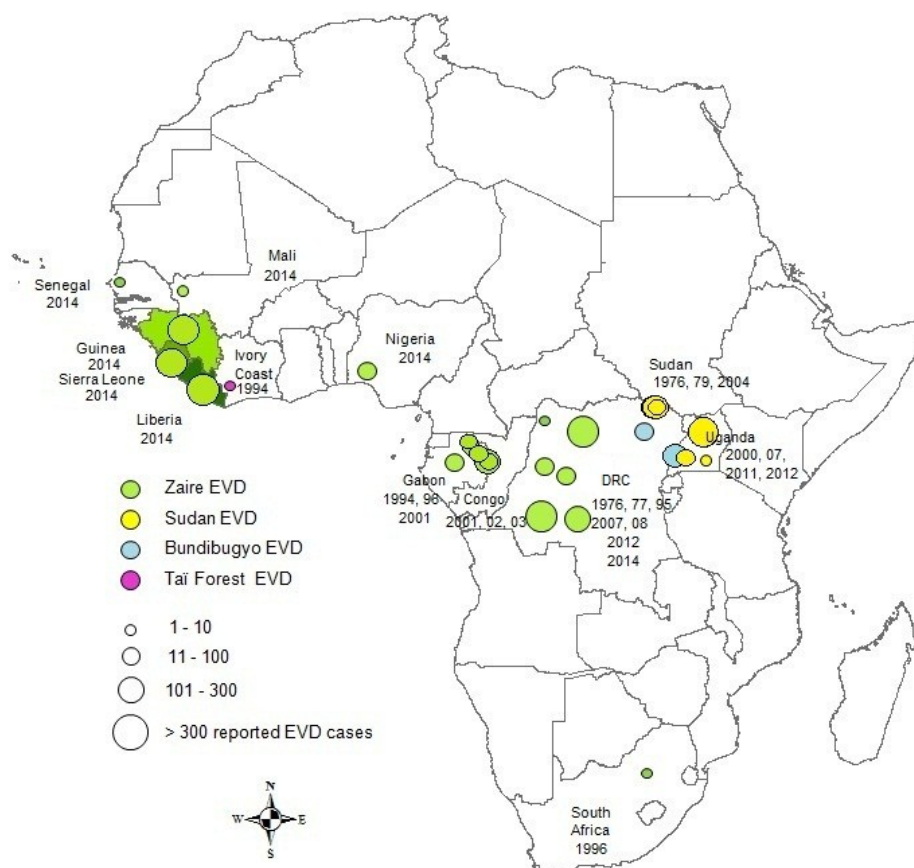 Mali
2014
Senegal
2014
Guinea
2014
Sierra Leone
2014
Liberia
2014
Ivory
Coast
1994
Nigeria
2014
Sudan
1976, 79, 2004
Uganda
2000, 07,
2011, 2012
Gabon
1994, 96
2001
Congo
2001, 02, 03
DRC
1976, 77, 95
2007, 08
2012
2014
South
Africa
1996
Zaire EVD
Sudan EVD
Bundibugyo EVD
Taï Forest EVD
1 - 10
11 - 100
101 - 300
> 300 reported EVD cases
N
W E
S